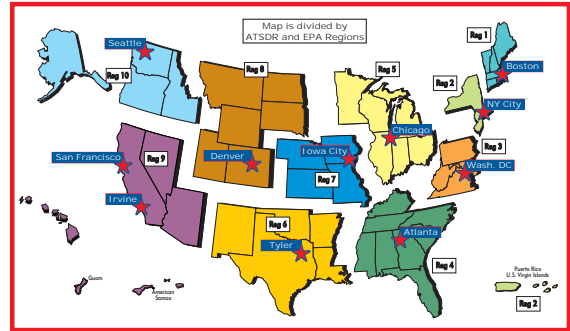 Map is divided by
ATSDR and EPA Regions
Seattle
Reg 10
Reg 8
Reg 5
Reg 1
Boston
Reg 2
NY City
Chicago
Reg 3
Wash. DC
San Francisco
Reg 9
Denver
Iowa City
Reg 7
Irvine
Reg 6
Tyler
Atlanta
Reg 4
Guam
American
Samoa
Puerto Rico
U.S. Virgin Islands
Reg 2